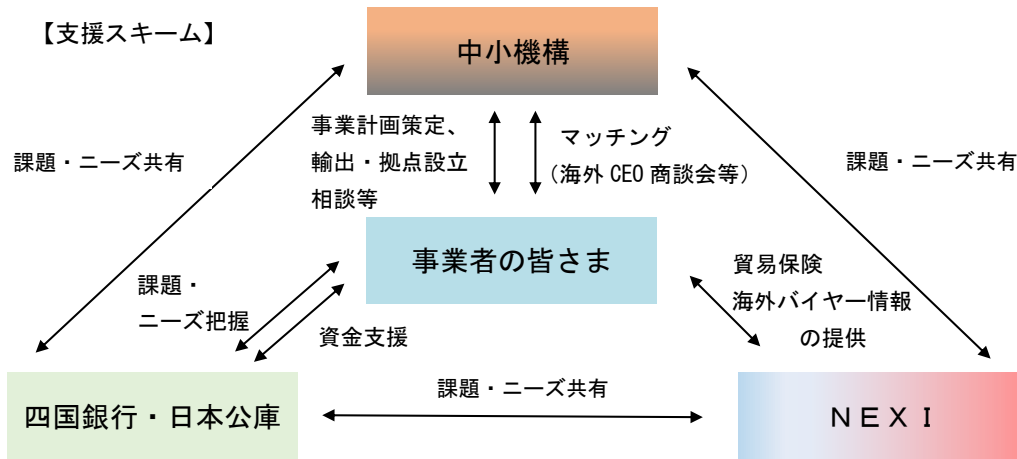 【支援スキーム】
中小機構
事業計画策定、
輸出・拠点設立
相談等
マッチング
（海外 CEO 商談会等）
課題・ニーズ共有
課題・ニーズ共有
事業者の皆さま
課題・
ニーズ把握
資金支援
貿易保険
海外バイヤー情報
の提供
四国銀行・日本公庫
課題・ニーズ共有
ＮＥＸＩ